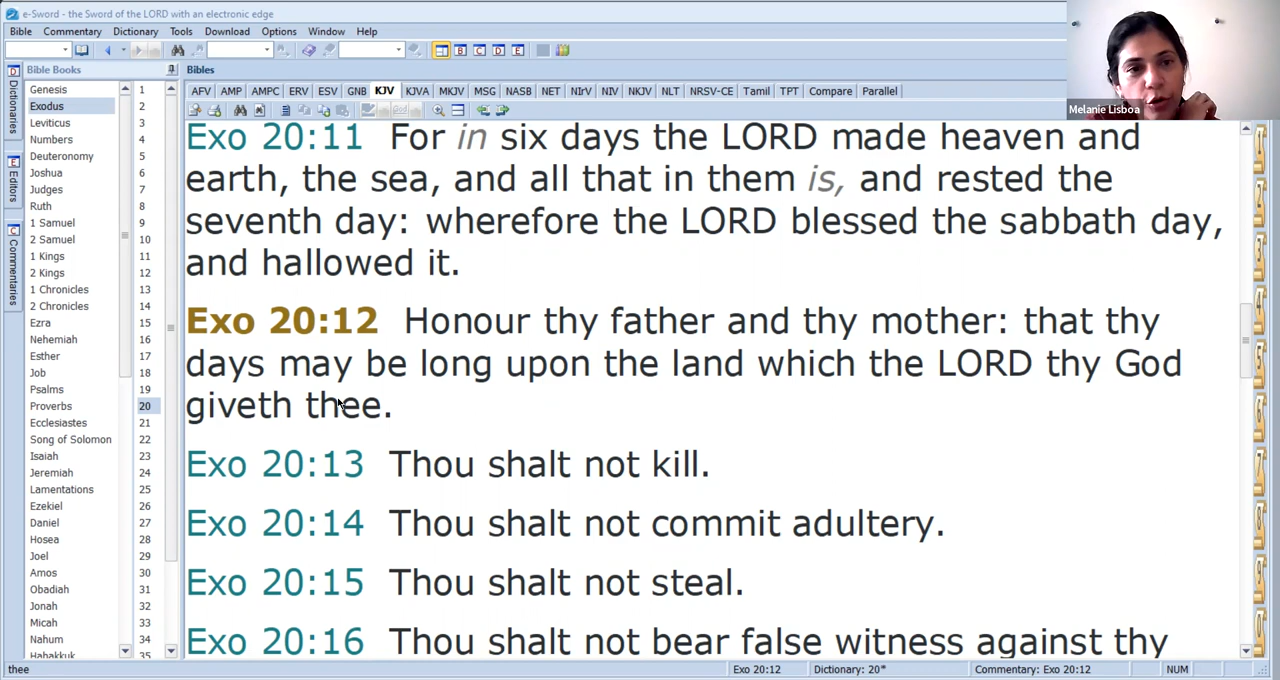 e-Sword - the Sword of the LORD with an electronic edge
Bible Commentary Dictionary Tools Download Options Window Help
B C D E
Bible Books
Bibles
Melanie Lisboa
Dictionaries
Editors
Commentaries
Genesis 1
Exodus 2
Leviticus 3
Numbers 4
Deuteronomy 5
Joshua 6
Judges 7
Ruth 8
1 Samuel 9
2 Samuel 10
1 Kings 11
2 Kings 12
1 Chronicles 13
2 Chronicles 14
Ezra 15
Nehemiah 16
Esther 17
Job 18
Psalms 19
Proverbs 20
Ecclesiastes 21
Song of Solomon 22
Isaiah 23
Jeremiah 24
Lamentations 25
Ezekiel 26
Daniel 27
Hosea 28
Joel 29
Amos 30
Obadiah 31
Jonah 32
Micah 33
Nahum 34
Habakkuk 35
AFV AMP AMPC ERV ESV GNB KJV KJVA MKJV MSG NASB NET NIrV NIV NKJV NLT NRSV-CE Tamil TPT Compare Parallel
Exo 20:11 For in six days the LORD made heaven and
earth, the sea, and all that in them is, and rested the
seventh day: wherefore the LORD blessed the sabbath day,
and hallowed it.
Exo 20:12 Honour thy father and thy mother: that thy
days may be long upon the land which the LORD thy God
giveth thee.
Exo 20:13 Thou shalt not kill.
Exo 20:14 Thou shalt not commit adultery.
Exo 20:15 Thou shalt not steal.
Exo 20:16 Thou shalt not bear false witness against thy
thee
Exo 20:12 Dictionary: 20* Commentary: Exo 20:12 NUM